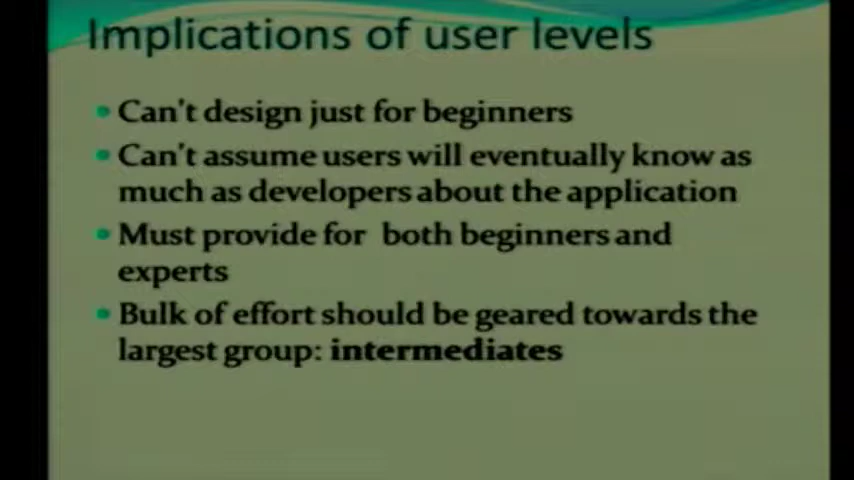 Implications of user levels
• Can't design just for beginners
• Can't assume users will eventually know as
much as developers about the application
• Must provide for both beginners and
experts
• Bulk of effort should be geared towards the
largest group: intermediates